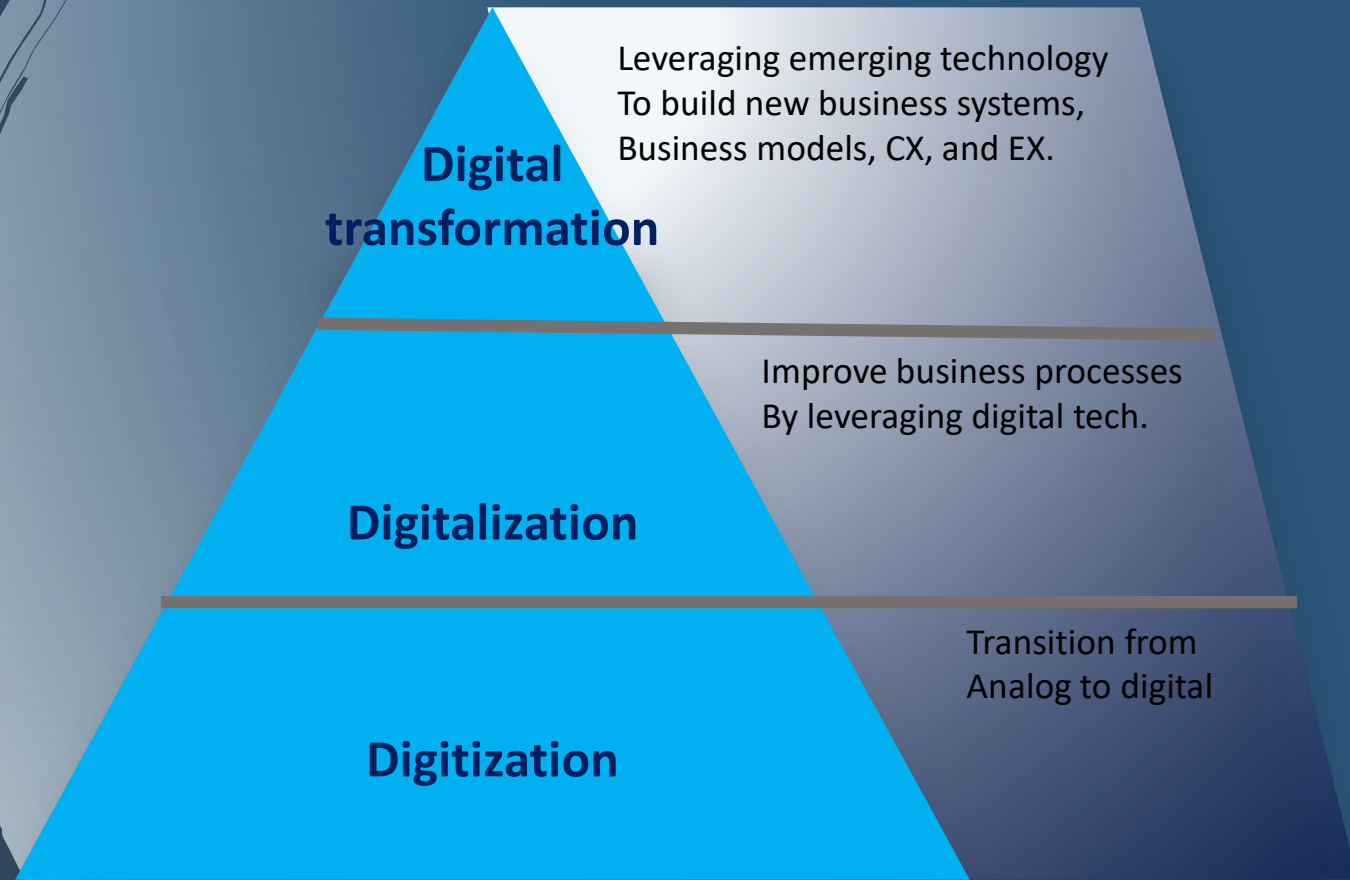 Leveraging emerging technology
To build new business systems,
Business models, CX, and EX.
Digital
transformation
Improve business processes
By leveraging digital tech.
Digitalization
Transition from
Analog to digital
Digitization